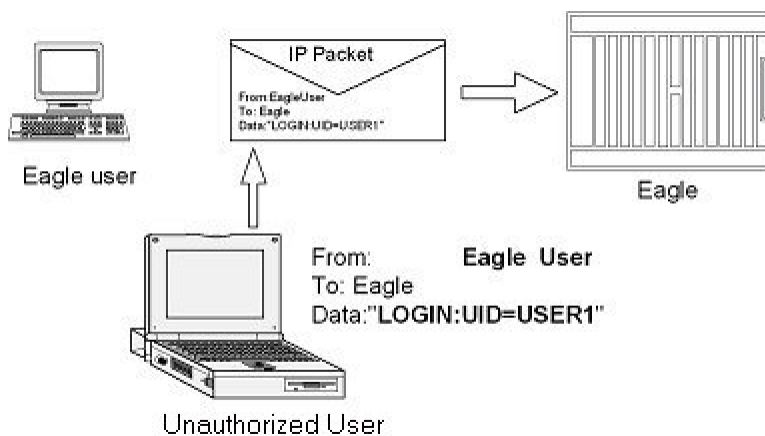 IP Packet
From:EagleUser
To: Eagle
Data:"LOGIN:UID=USER1"
Eagle user
Eagle
From: Eagle User
To: Eagle
Data:"LOGIN:UID=USER1"
Unauthorized User